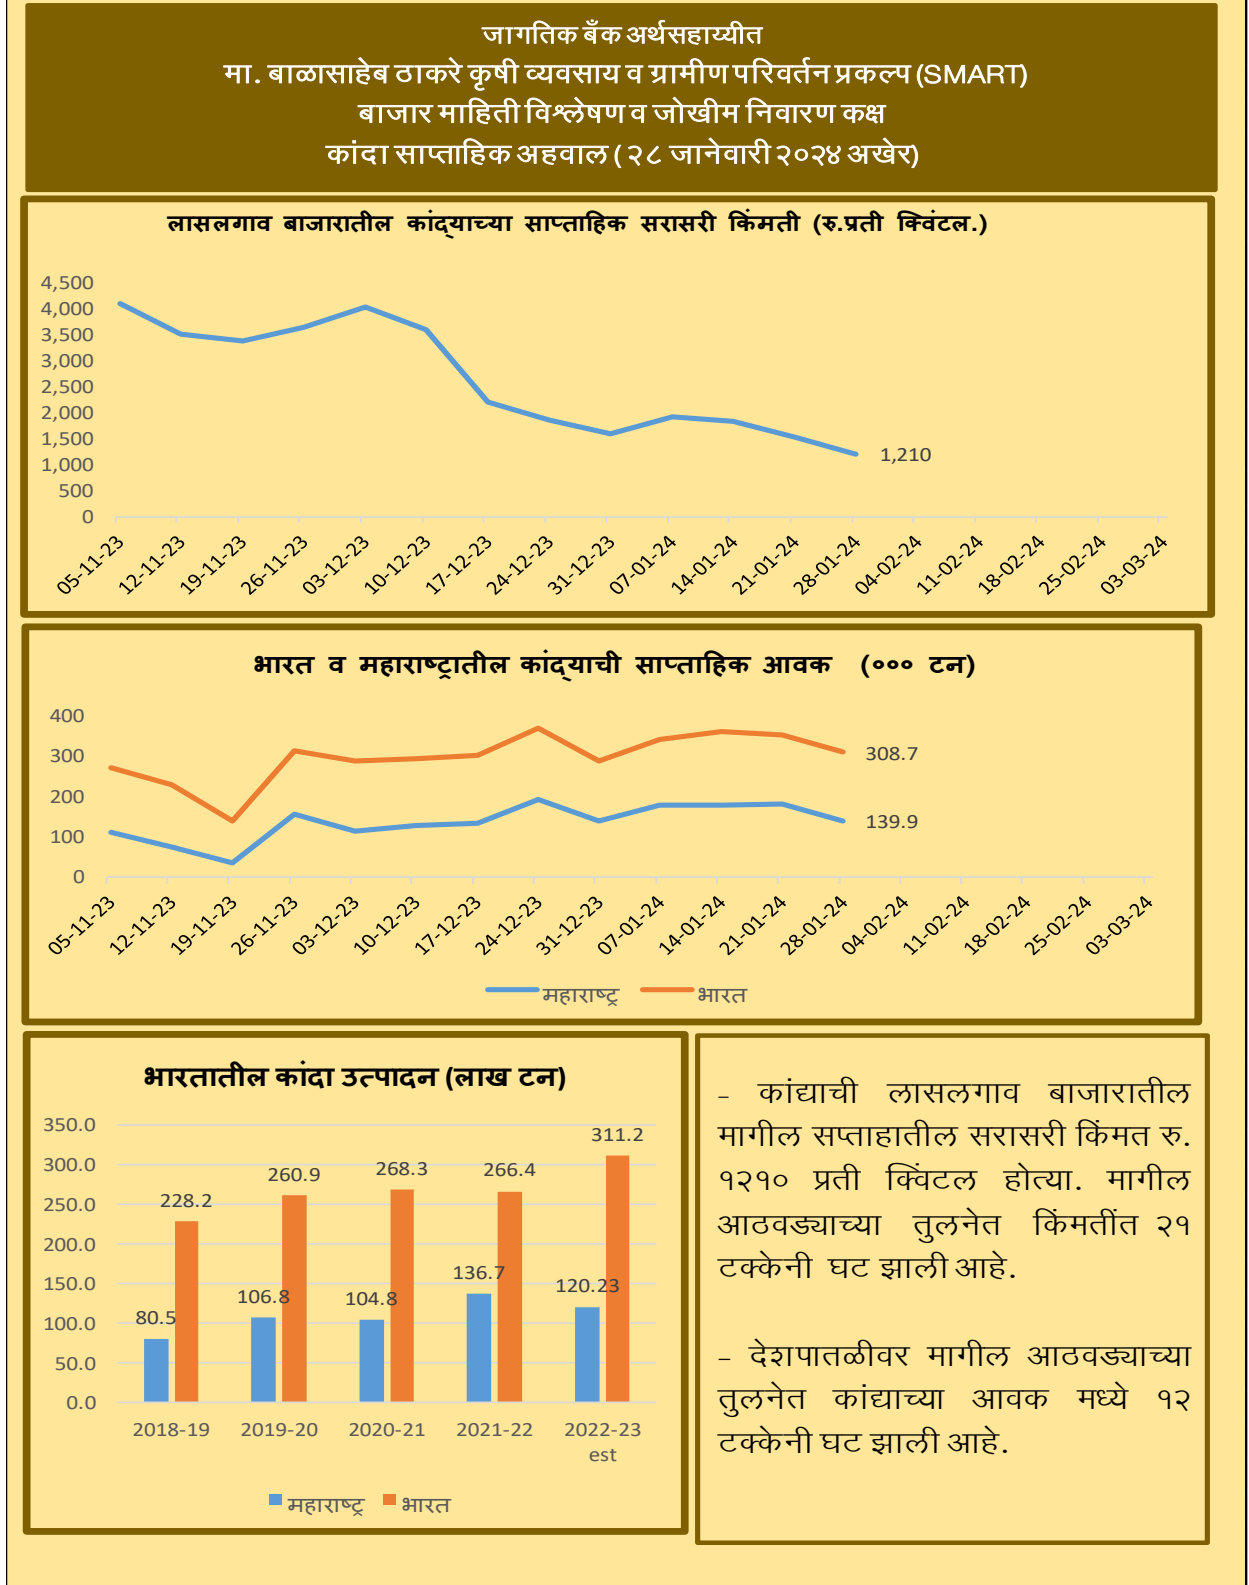 जागतिक बँक अर्थसहाय्यीत
मा. बाळासाहेब ठाकरे कृषी व्यवसाय व ग्रामीण परिवर्तन प्रकल्प (SMART)
बाजार माहिती विश्लेषण व जोखीम निवारण कक्ष
कांदा साप्ताहिक अहवाल ( २८ जानेवारी २०२४ अखेर)
लासलगाव बाजारातील कांद्याच्या साप्ताहिक सरासरी किंमती (रु.प्रती क्विंटल.)
4,500
4,000
3,500
3,000
2,500
2,000
1,500
1,000
500
0
1,210
05-11-23 12-11-23 19-11-23 26-11-23 03-12-23 10-12-23 17-12-23 24-12-23 31-12-23 07-01-24 14-01-24 21-01-24 28-01-24 04-02-24 11-02-24 18-02-24 25-02-24 03-03-24
भारत व महाराष्ट्रातील कांद्याची साप्ताहिक आवक (००० टन)
400
300
200
100
0
308.7
139.9
05-11-23 12-11-23 19-11-23 26-11-23 03-12-23 10-12-23 17-12-23 24-12-23 31-12-23 07-01-24 14-01-24 21-01-24 28-01-24 04-02-24 11-02-24 18-02-24 25-02-24 03-03-24
महाराष्ट्र भारत
भारतातील कांदा उत्पादन (लाख टन)
350.0
300.0
250.0
200.0
150.0
100.0
50.0
0.0
80.5 228.2 106.8 260.9 104.8 268.3 136.7 266.4 120.23 311.2
2018-19 2019-20 2020-21 2021-22 2022-23
est
महाराष्ट्र भारत
- कांद्याची लासलगाव बाजारातील
मागील सप्ताहातील सरासरी किंमत रु.
१२१० प्रती क्विंटल होत्या. मागील
आठवड्याच्या तुलनेत किंमतींत २१
टक्केनी घट झाली आहे.
- देशपातळीवर मागील आठवड्याच्या
तुलनेत कांद्याच्या आवक मध्ये १२
टक्केनी घट झाली आहे.